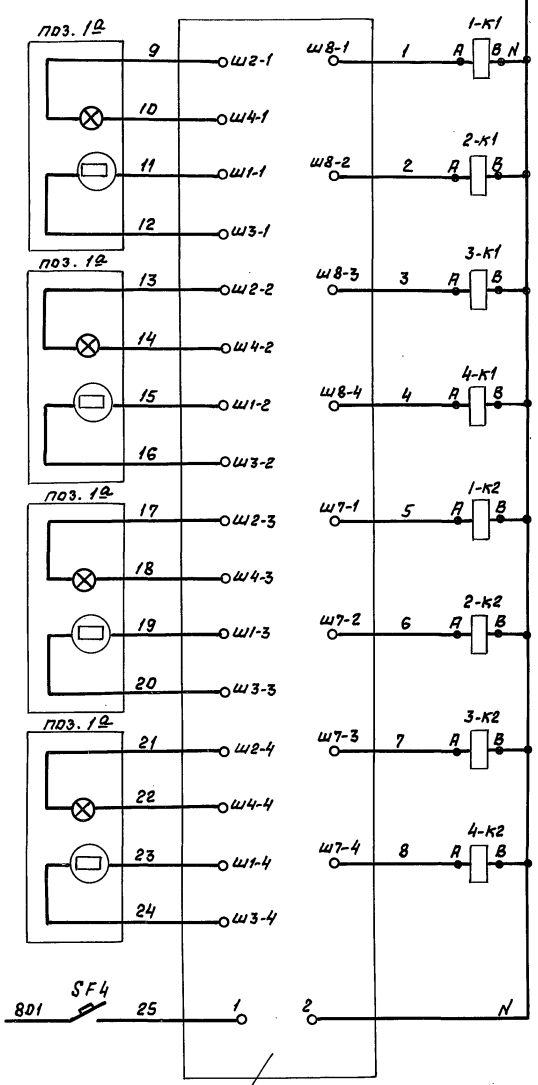 поз. 1а
9 Ш2-1
10 Ш4-1
11 Ш1-1
12 Ш3-1
поз. 1а
13 Ш2-2
14 Ш4-2
15 Ш1-2
16 Ш3-2
поз. 1а
17 Ш2-3
18 Ш4-3
19 Ш1-3
20 Ш3-3
поз. 1а
21 Ш2-4
22 Ш4-4
23 Ш1-4
24 Ш3-4
1-К1
Ш8-1 1 А В N
2-К1
Ш8-2 2 А В
3-К1
Ш8-3 3 А В
4-К1
Ш8-4 4 А В
1-К2
Ш7-1 5 А В
2-К2
Ш7-2 6 А В
3-К2
Ш7-3 7 А В
4-К2
Ш7-4 8 А В
SF4
801 25 1 2 N